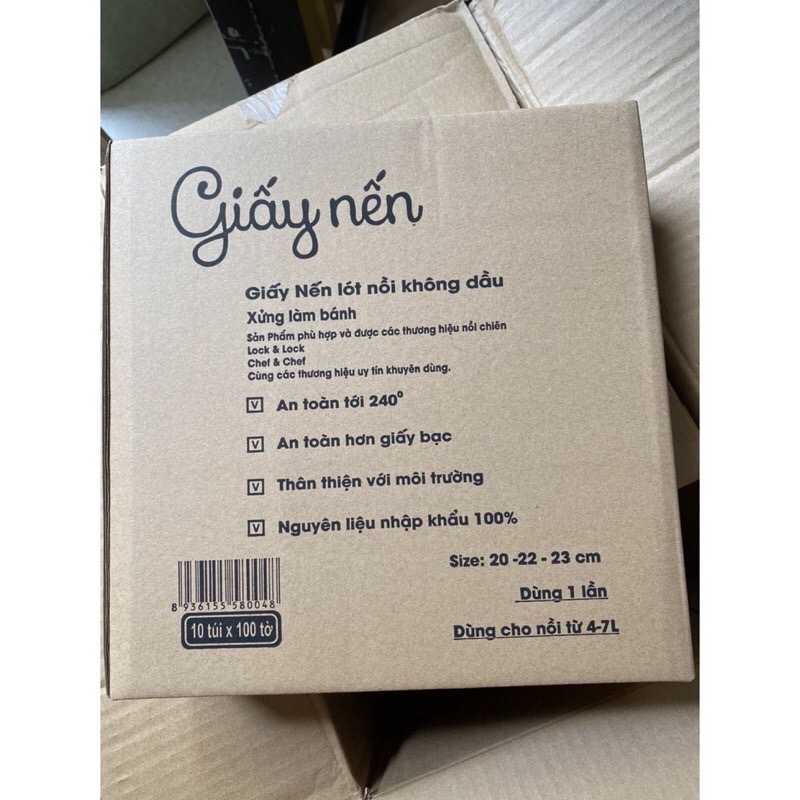 Giấy nến
Giấy Nến lót nồi không dầu
Xửng làm bánh
Sản Phẩm phù hợp và được các thương hiệu nồi chiên
Lock & Lock
Chef & Chef
Cùng các thương hiệu uy tín khuyên dùng.
V An toàn tới 240⁰
V An toàn hơn giấy bạc
V Thân thiện với môi trường
V Nguyên liệu nhập khẩu 100%
Size: 20 -22 - 23 cm
8 936155 580048
Dùng 1 lần
10 túi x 100 tờ
Dùng cho nồi từ 4-7L